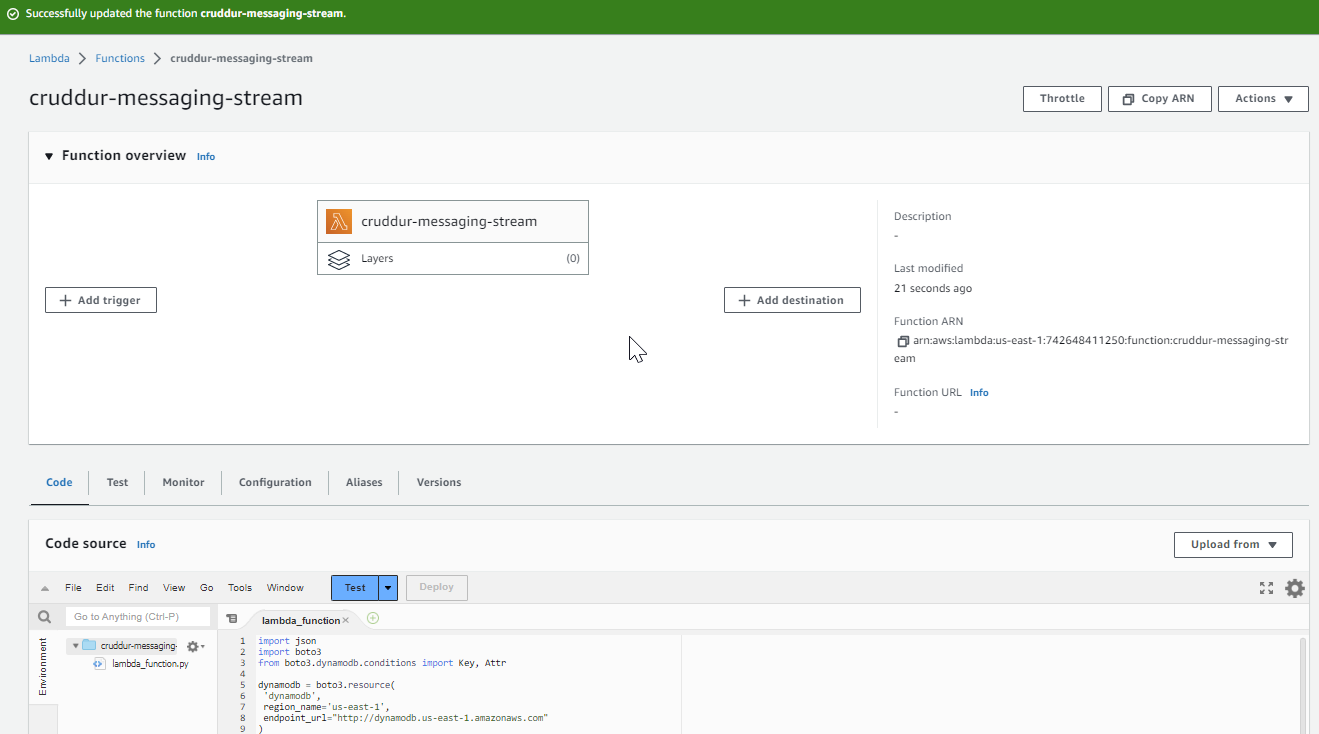 Successfully updated the function cruddur-messaging-stream.
Lambda > Functions > cruddur-messaging-stream
cruddur-messaging-stream
Throttle
Copy ARN
Actions ▼
▼ Function overview Info
cruddur-messaging-stream
Layers (0)
+ Add trigger
+ Add destination
Description
-
Last modified
21 seconds ago
Function ARN
arn:aws:lambda:us-east-1:742648411250:function:cruddur-messaging-str
eam
Function URL Info
-
Code Test Monitor Configuration Aliases Versions
Code source Info
Upload from ▼
File Edit Find View Go Tools Window Test Deploy
Go to Anything (Ctrl-P)
lambda_function
Environment
cruddur-messaging-
lambda_function.py
1 import json
2 import boto3
3 from boto3.dynamodb.conditions import Key, Attr
4
5 dynamodb = boto3.resource(
6 'dynamodb',
7 region_name='us-east-1',
8 endpoint_url="http://dynamodb.us-east-1.amazonaws.com"
9 )